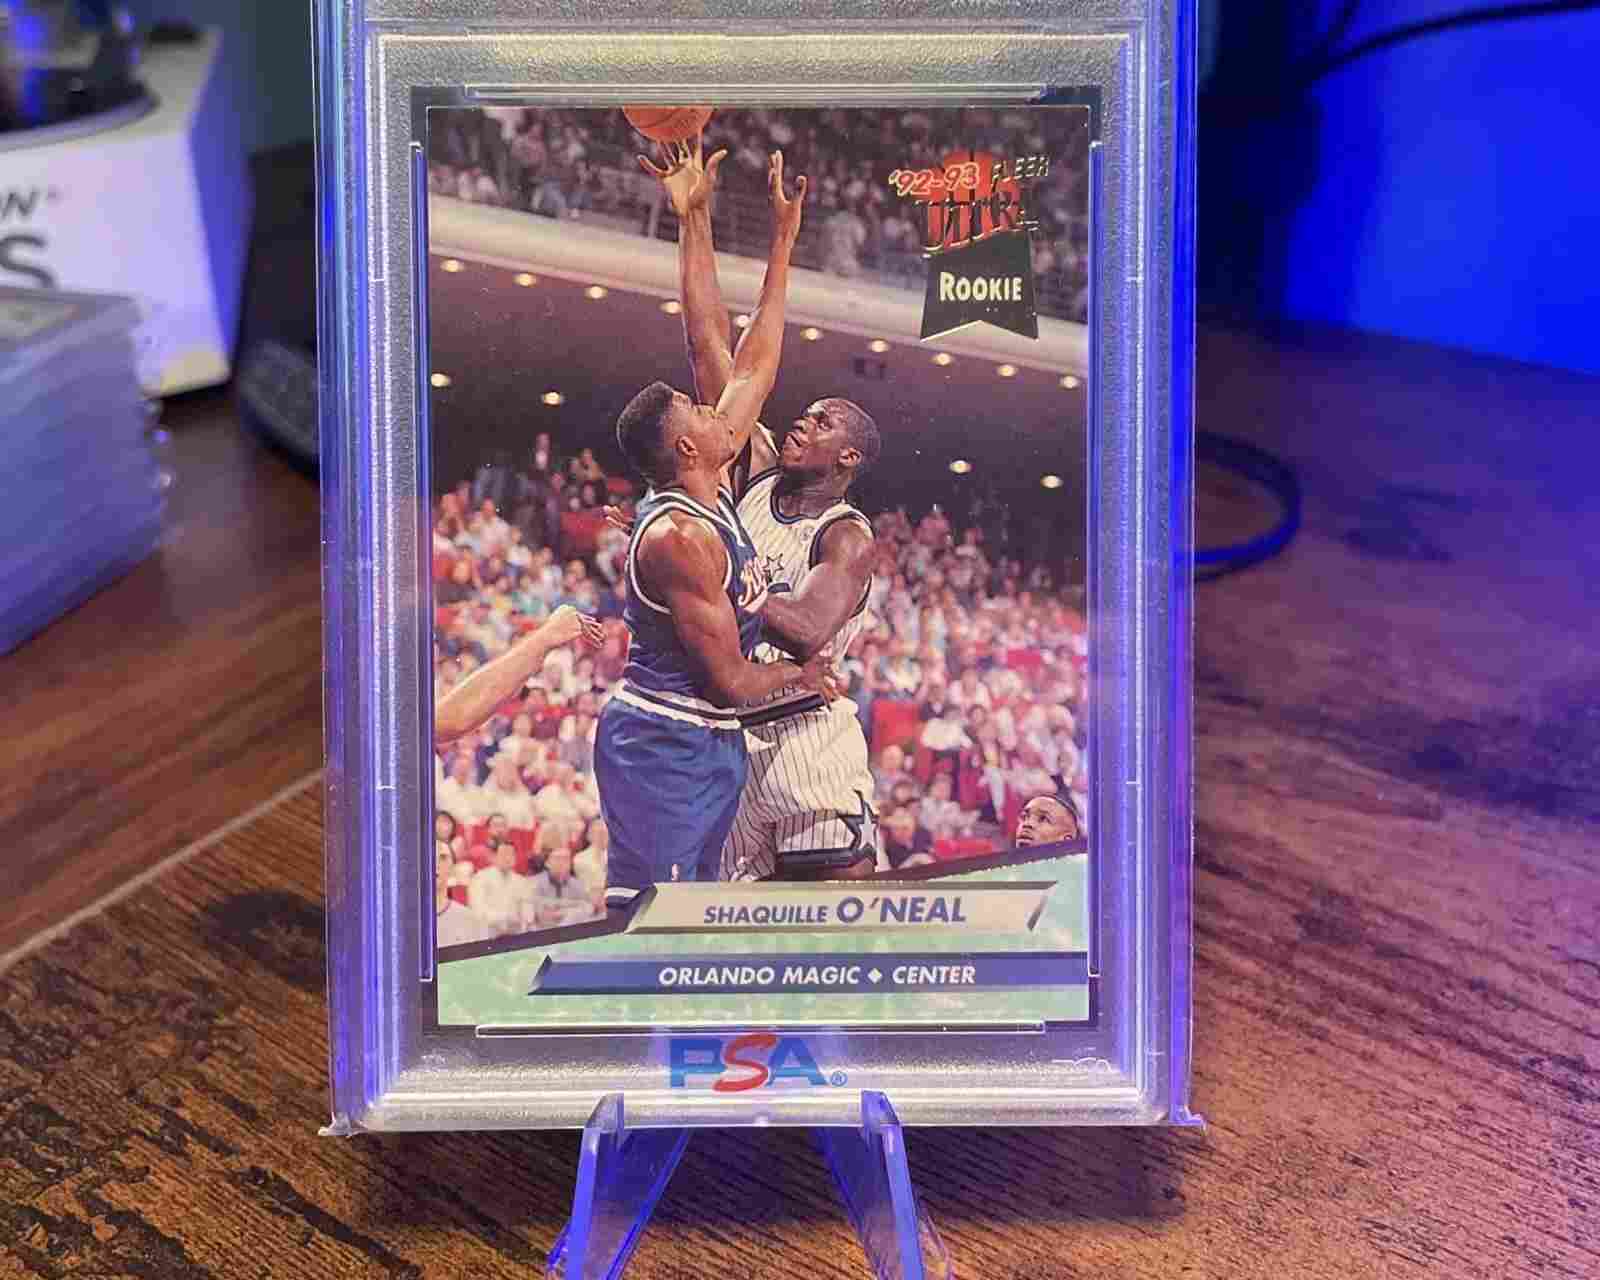 '92-93 FLEER
ULTRA
ROOKIE
SHAQUILLE O'NEAL
ORLANDO MAGIC ◆ CENTER
PSA®